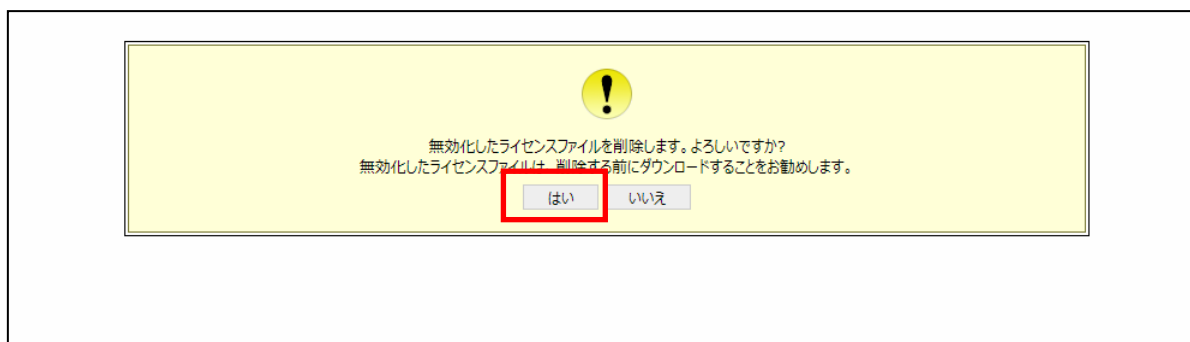 無効化したライセンスファイルを削除します。よろしいですか?
無効化したライセンスファイルは、削除する前にダウンロードすることをお勧めします。
はい いいえ